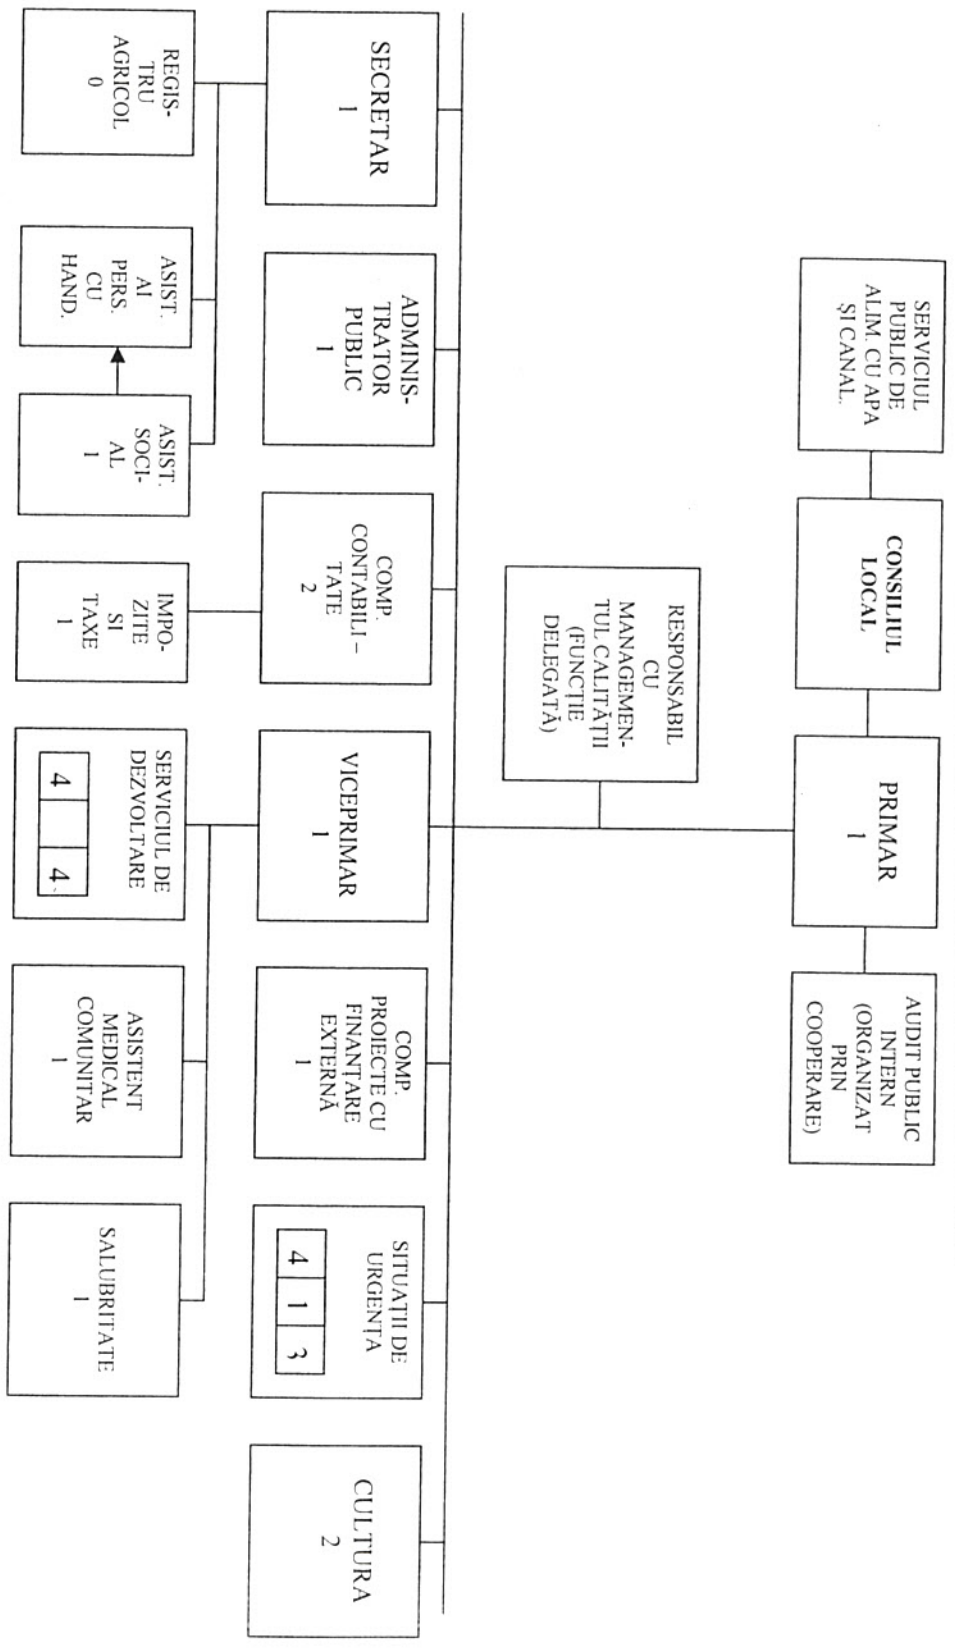 SERVICIUL
PUBLIC DE
ALIM. CU APA
ȘI CANAL.
CONSILIUL
LOCAL
PRIMAR
1
AUDIT PUBLIC
INTERN
(ORGANIZAT
PRIN
COOPERARE)
RESPONSABIL
CU
MANAGEMEN-
TUL CALITĂȚII
(FUNCȚIE
DELEGATĂ)
SECRETAR
1
ADMINIS-
TRATOR
PUBLIC
1
COMP.
CONTABILI–
TATE
2
VICEPRIMAR
1
COMP.
PROIECTE CU
FINANȚARE
EXTERNĂ
1
SITUAȚII DE
URGENȚA
4 1 3
CULTURA
2
REGIS-
TRU
AGRICOL
0
ASIST.
AI
PERS.
CU
HAND.
ASIST.
SOCI-
AL
1
IMPO-
ZITE
SI
TAXE
1
SERVICIUL DE
DEZVOLTARE
4 4
ASISTENT
MEDICAL
COMUNITAR
1
SALUBRITATE
1